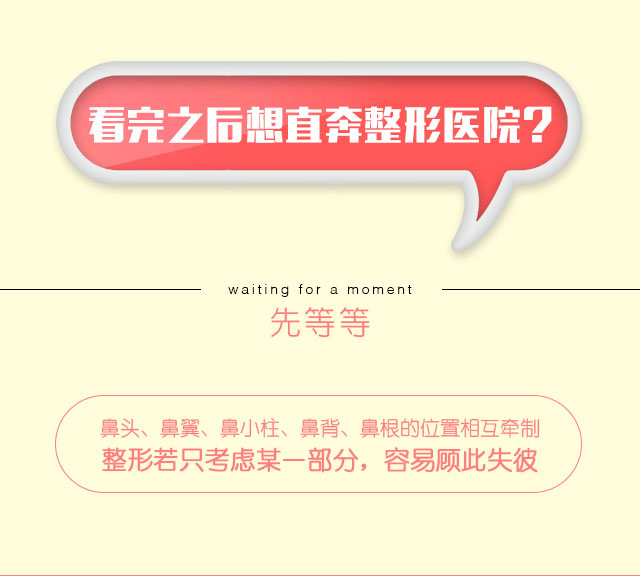 看完之后想直奔整形医院?
waiting for a moment
先等等
鼻头、鼻翼、鼻小柱、鼻背、鼻根的位置相互牵制
整形若只考虑某一部分，容易顾此失彼